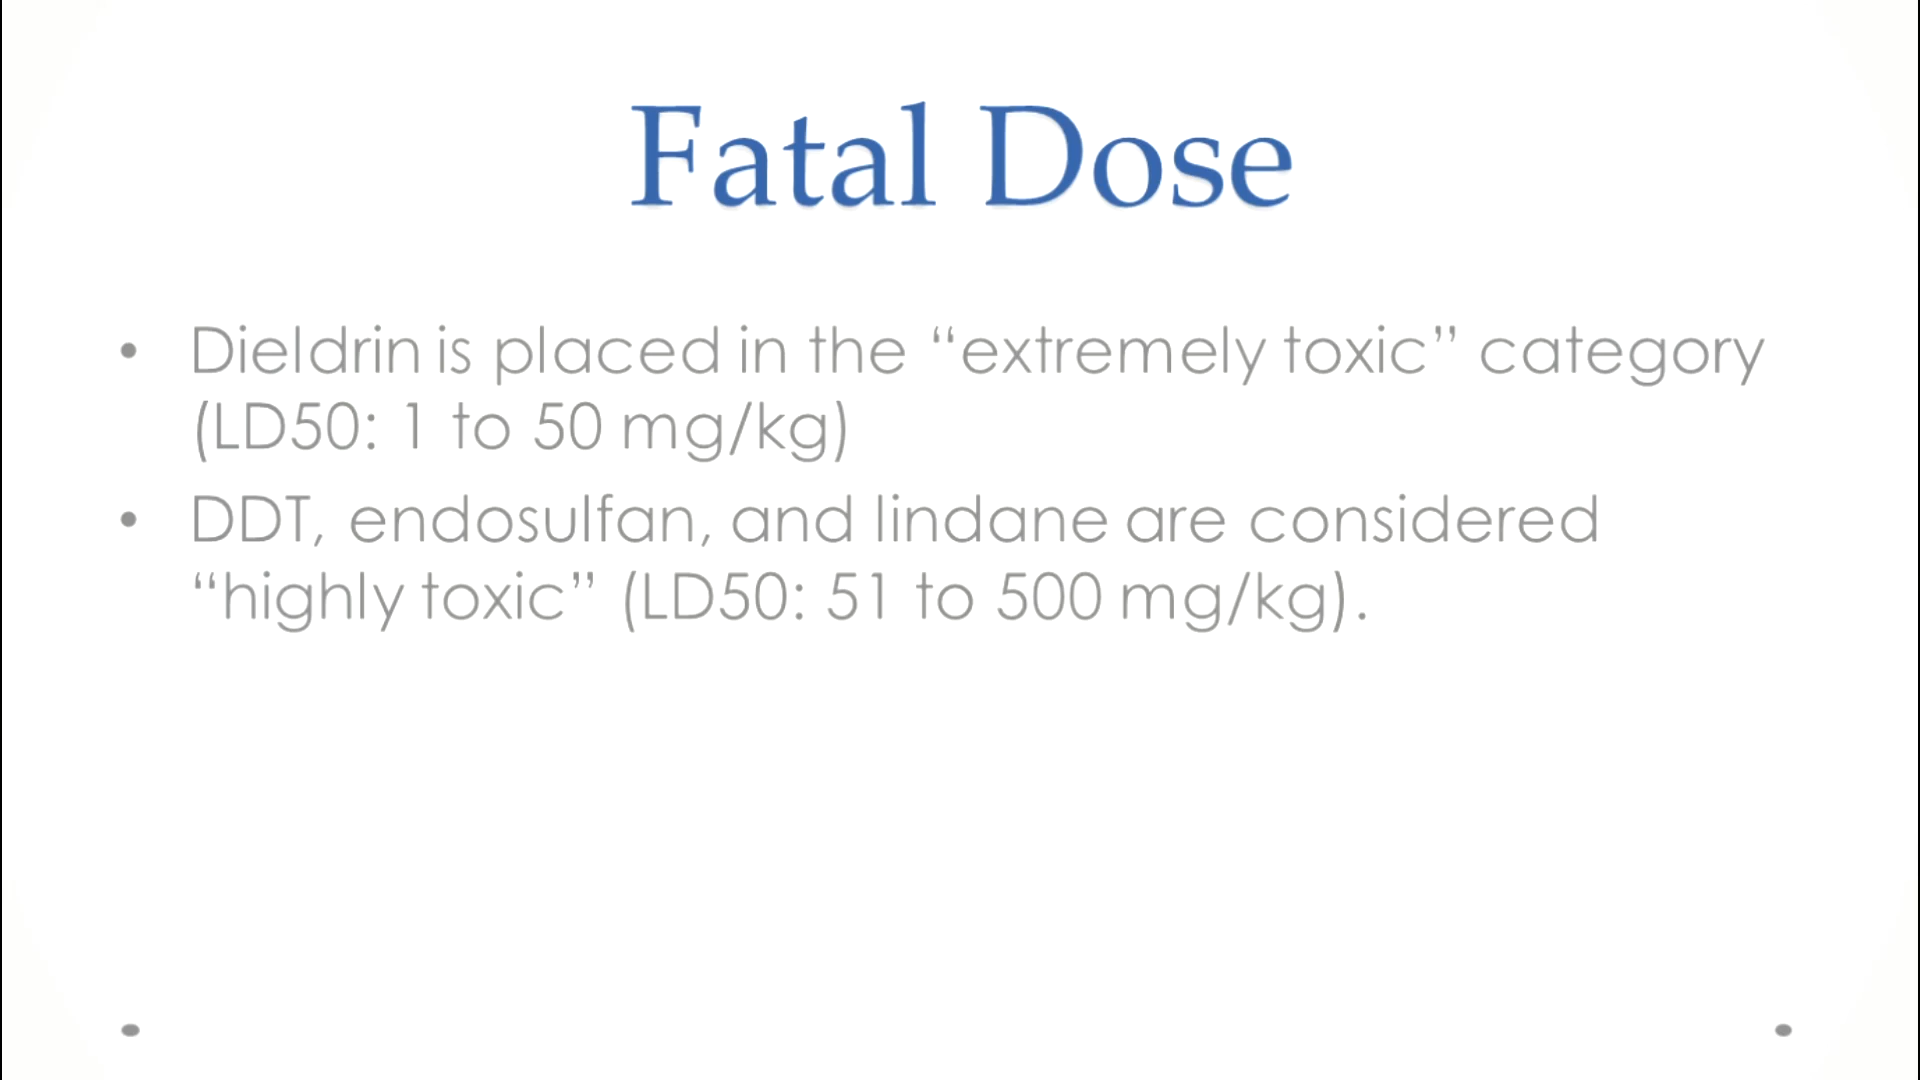 Fatal Dose
• Dieldrin is placed in the “extremely toxic” category
(LD50: 1 to 50 mg/kg)
• DDT, endosulfan, and lindane are considered
“highly toxic” (LD50: 51 to 500 mg/kg).